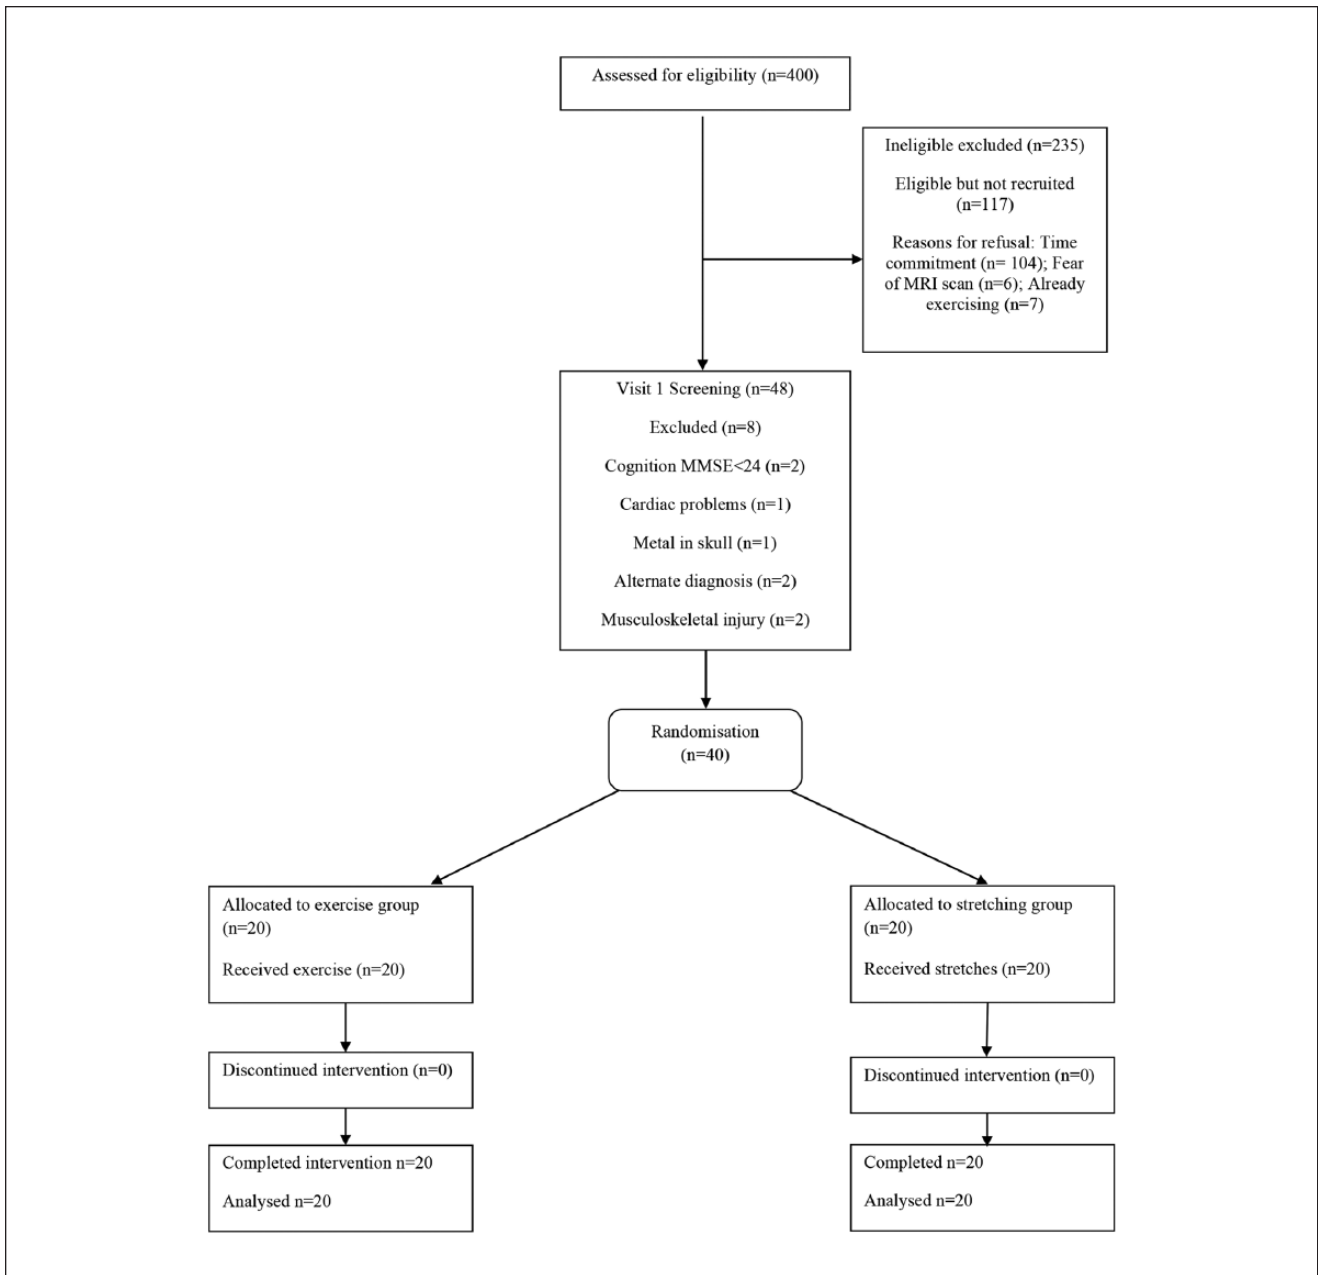 Assessed for eligibility (n=400)
Ineligible excluded (n=235)
Eligible but not recruited
(n=117)
Reasons for refusal: Time
commitment (n= 104); Fear
of MRI scan (n=6); Already
exercising (n=7)
Visit 1 Screening (n=48)
Excluded (n=8)
Cognition MMSE<24 (n=2)
Cardiac problems (n=1)
Metal in skull (n=1)
Alternate diagnosis (n=2)
Musculoskeletal injury (n=2)
Randomisation
(n=40)
Allocated to exercise group
(n=20)
Received exercise (n=20)
Allocated to stretching group
(n=20)
Received stretches (n=20)
Discontinued intervention (n=0)
Discontinued intervention (n=0)
Completed intervention n=20
Analysed n=20
Completed n=20
Analysed n=20